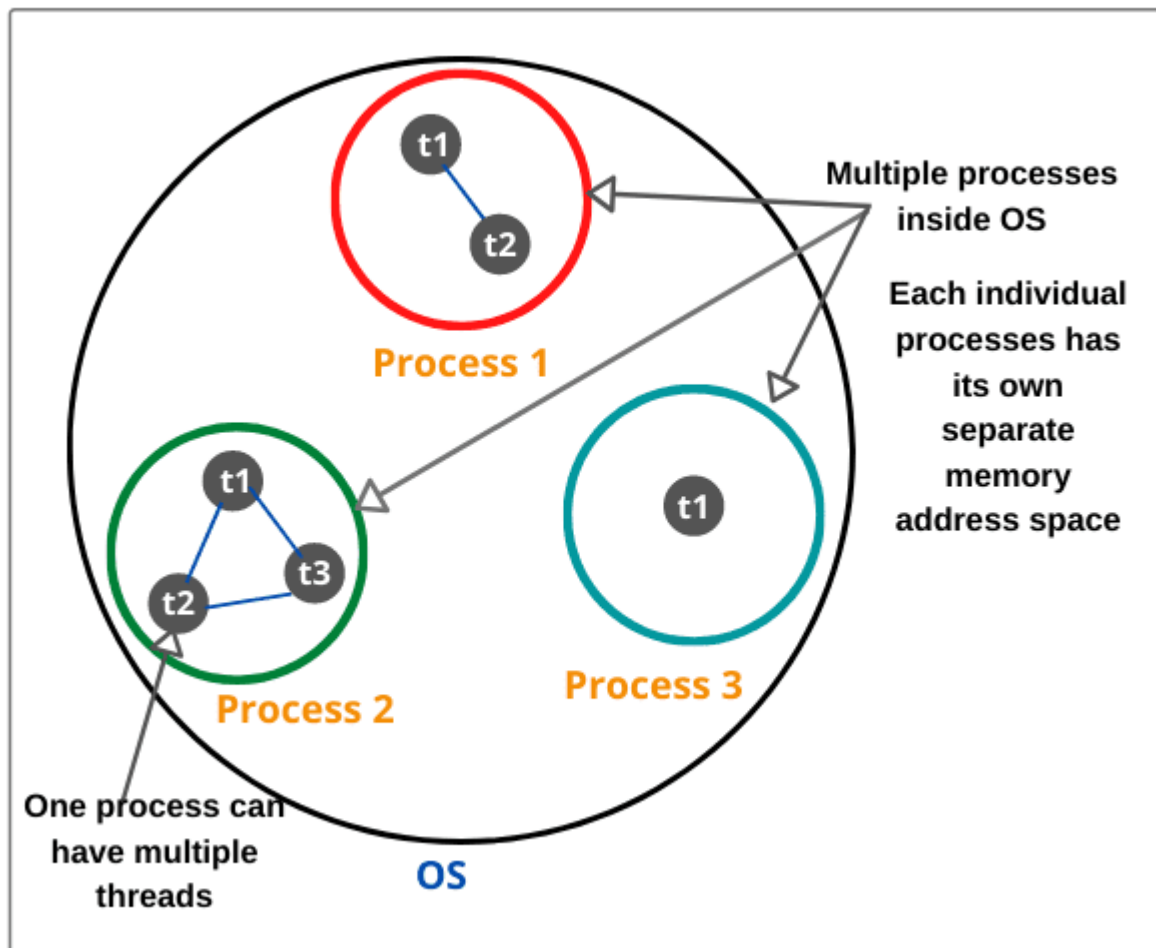 t1
t2
Process 1
Multiple processes
inside OS
Each individual
processes has
its own
separate
memory
address space
t1
t3
t2
Process 2
t1
Process 3
One process can
have multiple
threads
OS